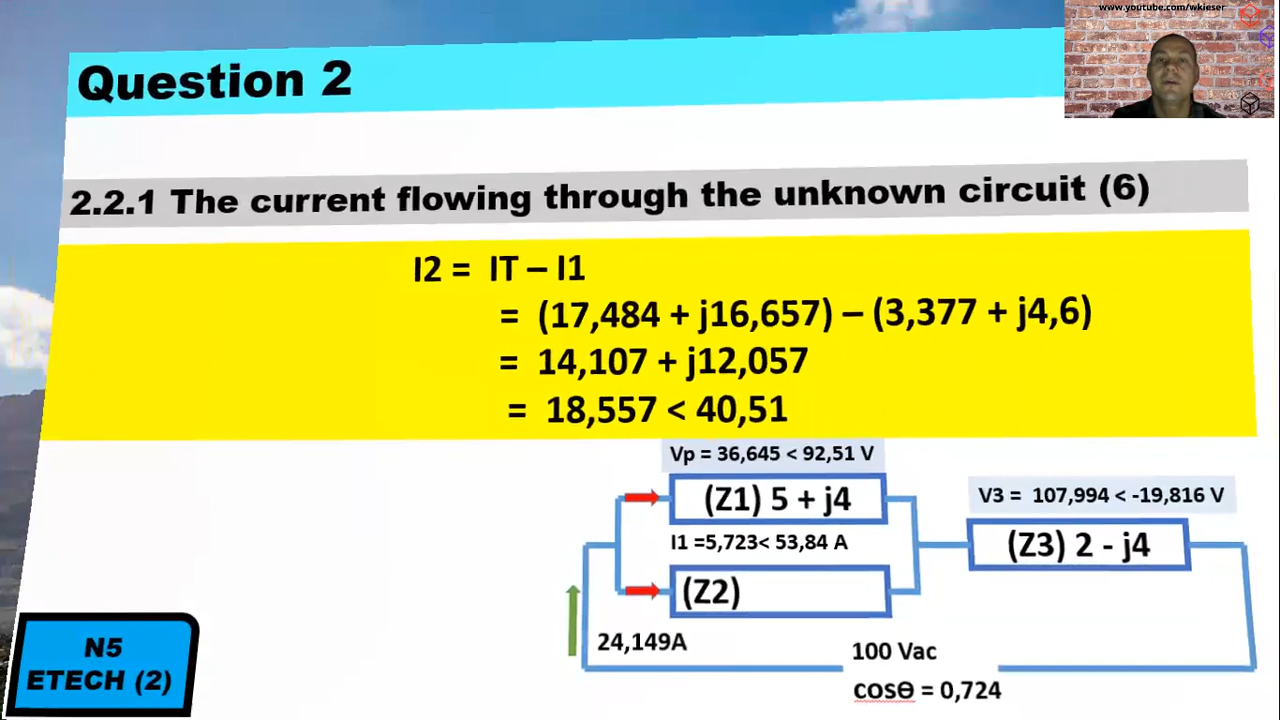 www.youtube.com/wkieser
Question 2
2.2.1 The current flowing through the unknown circuit (6)
I2 = IT – I1
= (17,484 + j16,657) – (3,377 + j4,6)
= 14,107 + j12,057
= 18,557 < 40,51
Vp = 36,645 < 92,51 V
(Z1) 5 + j4
V3 = 107,994 < -19,816 V
I1 =5,723< 53,84 A
(Z3) 2 - j4
(Z2)
24,149A
100 Vac
cosƟ = 0,724
N5
ETECH (2)